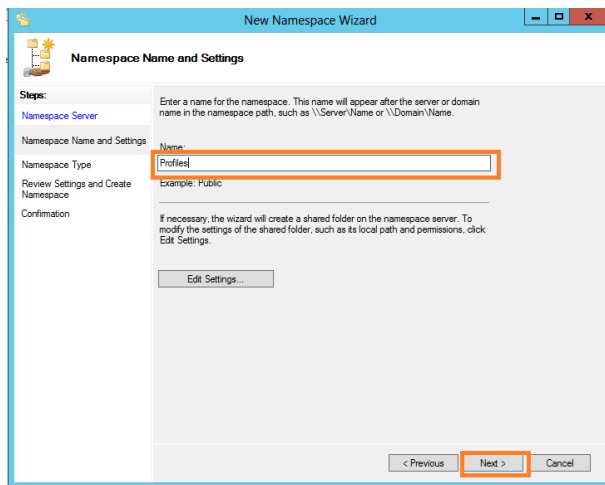 New Namespace Wizard
Namespace Name and Settings
Steps:
Namespace Server
Namespace Name and Settings
Namespace Type
Review Settings and Create
Namespace
Confirmation
Enter a name for the namespace. This name will appear after the server or domain
name in the namespace path, such as \\Server\Name or \\Domain\Name.
Name:
Profiles
Example: Public
If necessary, the wizard will create a shared folder on the namespace server. To
modify the settings of the shared folder, such as its local path and permissions, click
Edit Settings.
Edit Settings...
< Previous
Next >
Cancel